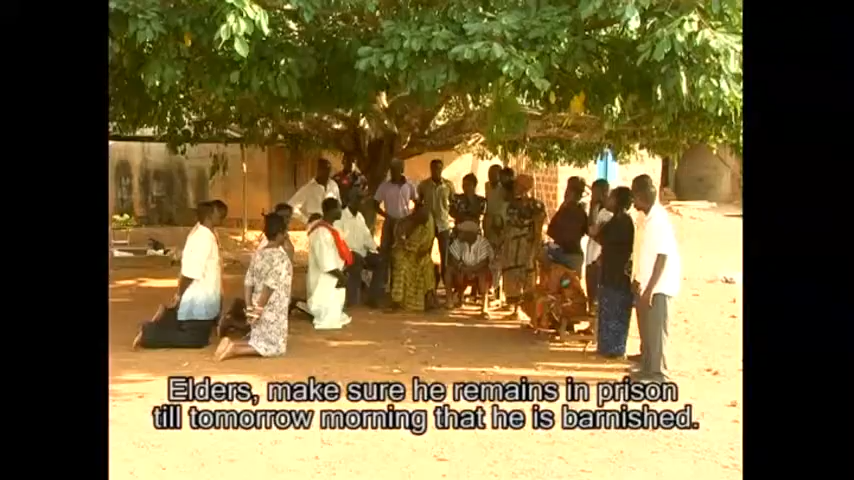 Elders, make sure he remains in prison
till tomorrow morning that he is barnished.